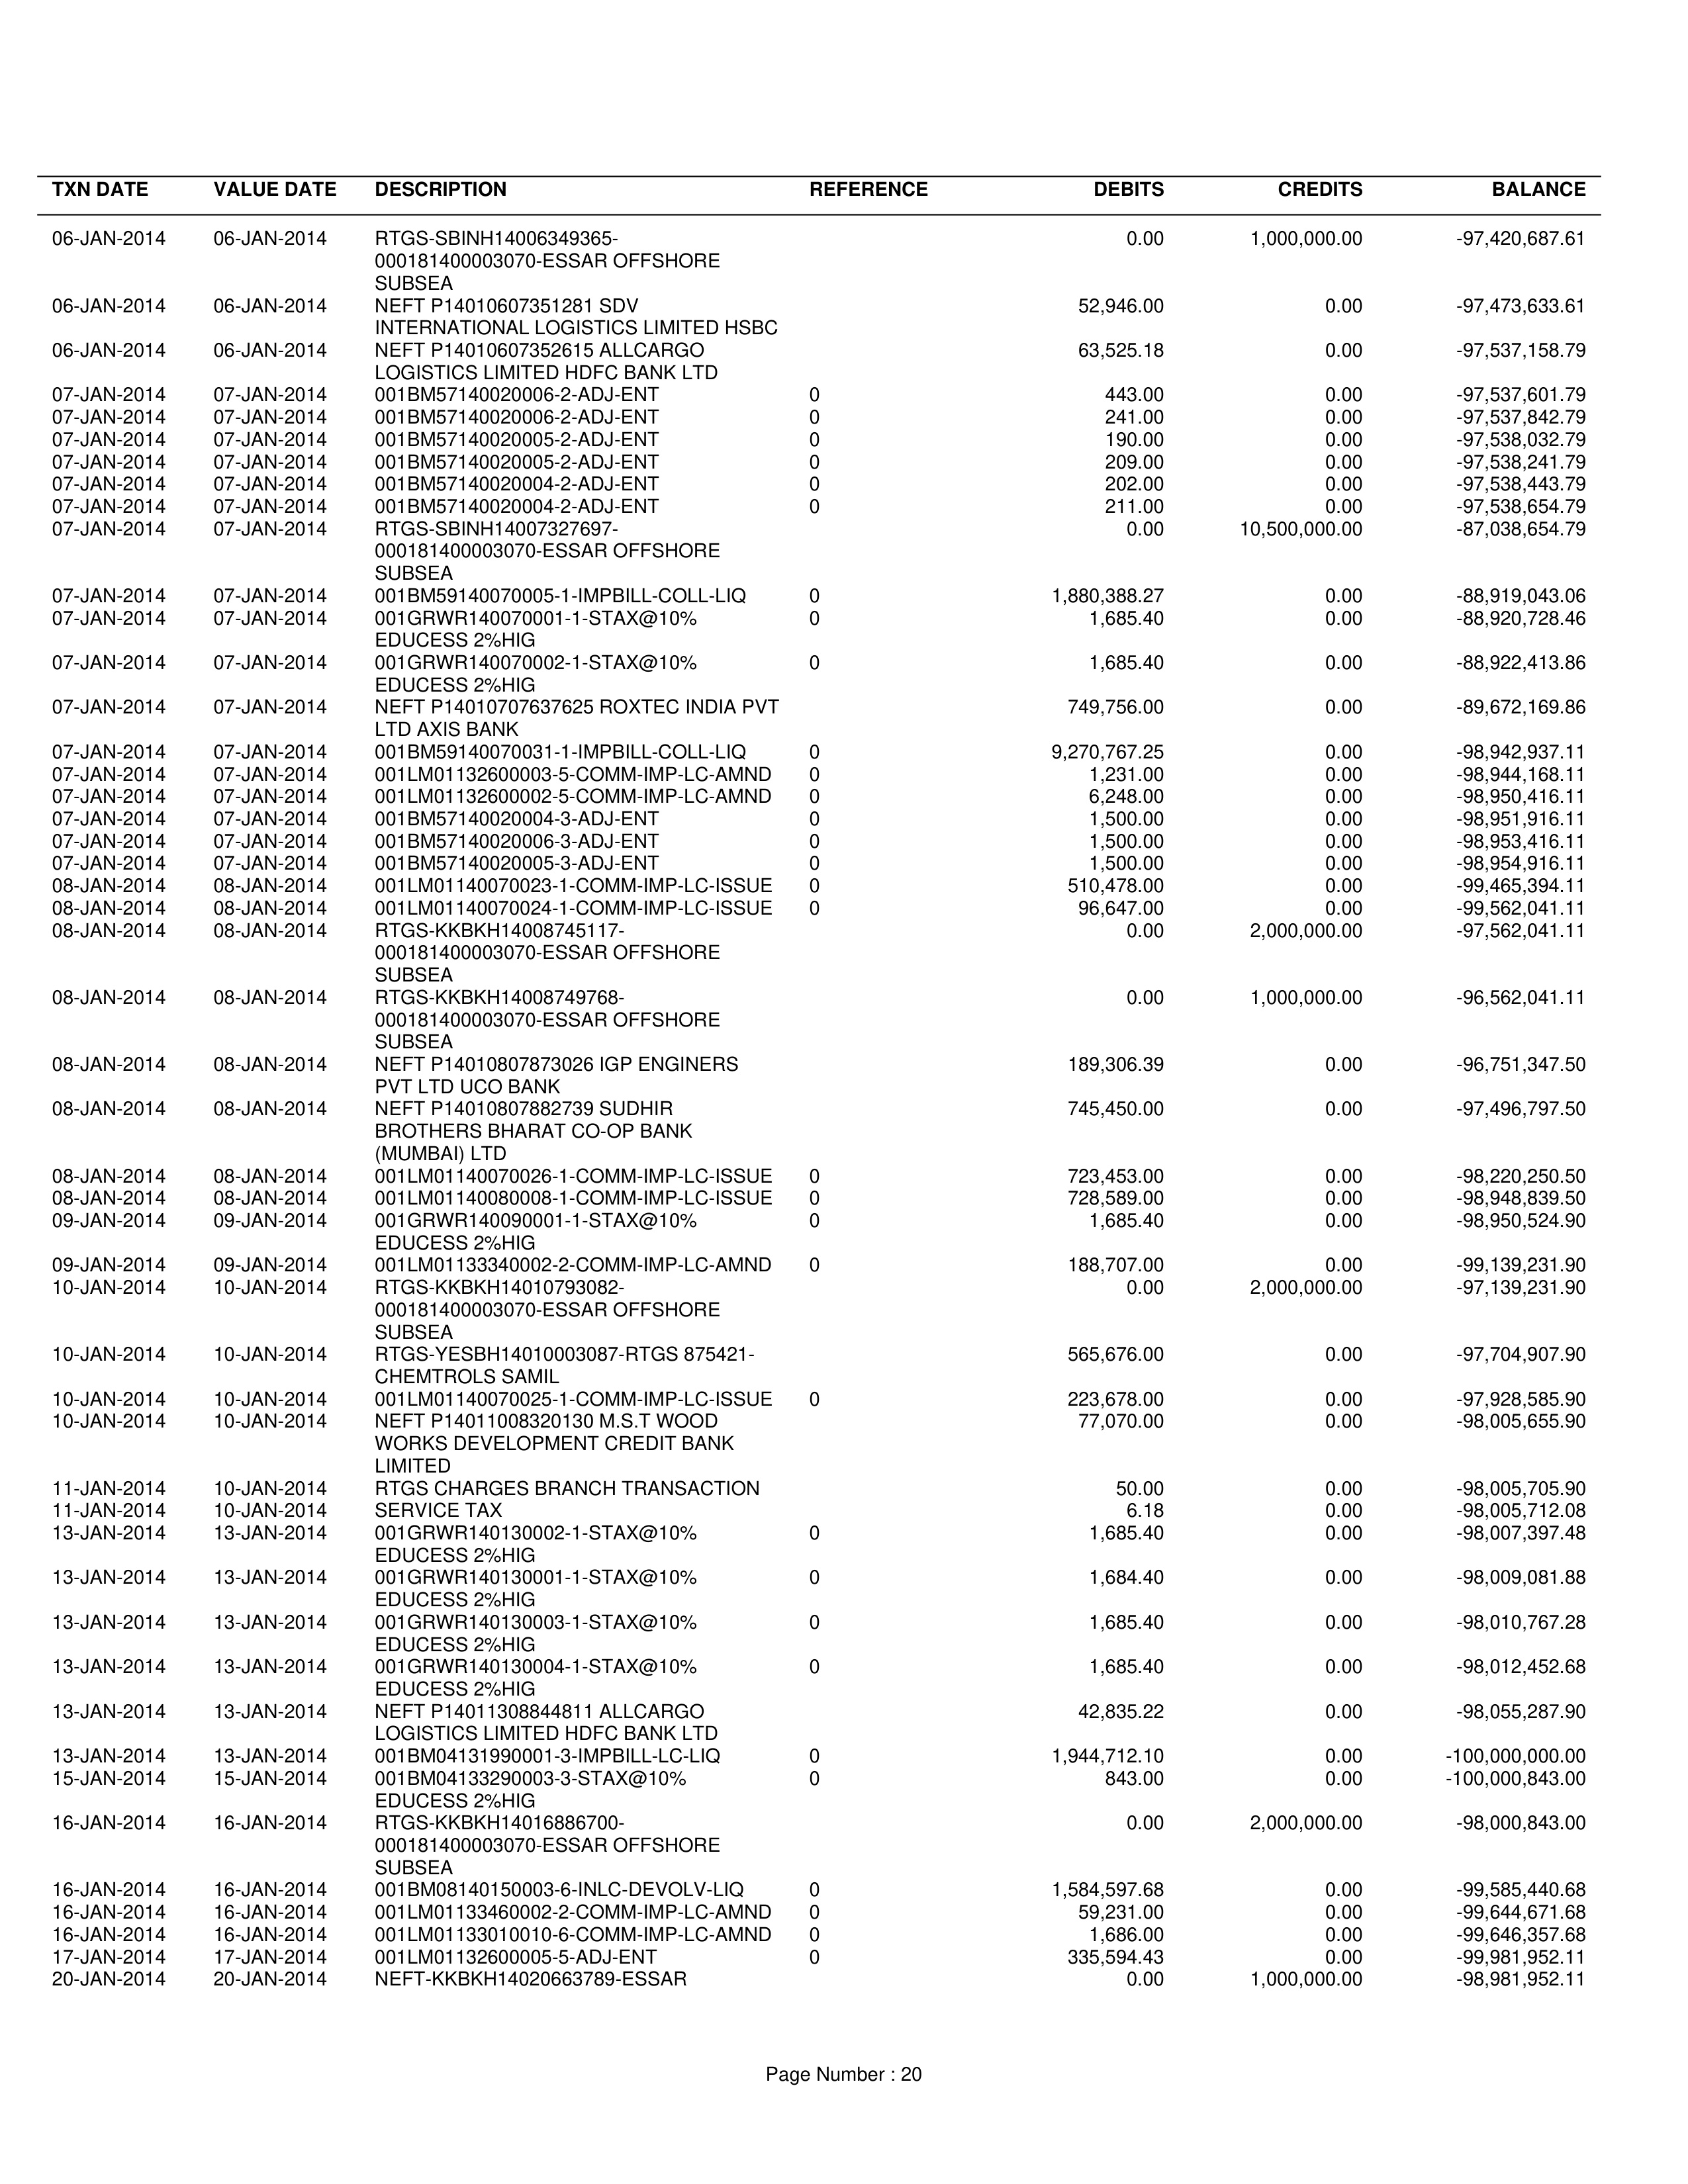 TXN DATE VALUE DATE DESCRIPTION REFERENCE DEBITS CREDITS BALANCE
06-JAN-2014 06-JAN-2014 RTGS-SBINH14006349365- 0.00 1,000,000.00 -97,420,687.61
000181400003070-ESSAR OFFSHORE
SUBSEA
06-JAN-2014 06-JAN-2014 NEFT P14010607351281 SDV 52,946.00 0.00 -97,473,633.61
INTERNATIONAL LOGISTICS LIMITED HSBC
06-JAN-2014 06-JAN-2014 NEFT P14010607352615 ALLCARGO 63,525.18 0.00 -97,537,158.79
LOGISTICS LIMITED HDFC BANK LTD
07-JAN-2014 07-JAN-2014 001BM57140020006-2-ADJ-ENT 0 443.00 0.00 -97,537,601.79
07-JAN-2014 07-JAN-2014 001BM57140020006-2-ADJ-ENT 0 241.00 0.00 -97,537,842.79
07-JAN-2014 07-JAN-2014 001BM57140020005-2-ADJ-ENT 0 190.00 0.00 -97,538,032.79
07-JAN-2014 07-JAN-2014 001BM57140020005-2-ADJ-ENT 0 209.00 0.00 -97,538,241.79
07-JAN-2014 07-JAN-2014 001BM57140020004-2-ADJ-ENT 0 202.00 0.00 -97,538,443.79
07-JAN-2014 07-JAN-2014 001BM57140020004-2-ADJ-ENT 0 211.00 0.00 -97,538,654.79
07-JAN-2014 07-JAN-2014 RTGS-SBINH14007327697- 0.00 10,500,000.00 -87,038,654.79
000181400003070-ESSAR OFFSHORE
SUBSEA
07-JAN-2014 07-JAN-2014 001BM59140070005-1-IMPBILL-COLL-LIQ 0 1,880,388.27 0.00 -88,919,043.06
07-JAN-2014 07-JAN-2014 001GRWR140070001-1-STAX@10% 0 1,685.40 0.00 -88,920,728.46
EDUCESS 2%HIG
07-JAN-2014 07-JAN-2014 001GRWR140070002-1-STAX@10% 0 1,685.40 0.00 -88,922,413.86
EDUCESS 2%HIG
07-JAN-2014 07-JAN-2014 NEFT P14010707637625 ROXTEC INDIA PVT 749,756.00 0.00 -89,672,169.86
LTD AXIS BANK
07-JAN-2014 07-JAN-2014 001BM59140070031-1-IMPBILL-COLL-LIQ 0 9,270,767.25 0.00 -98,942,937.11
07-JAN-2014 07-JAN-2014 001LM01132600003-5-COMM-IMP-LC-AMND 0 1,231.00 0.00 -98,944,168.11
07-JAN-2014 07-JAN-2014 001LM01132600002-5-COMM-IMP-LC-AMND 0 6,248.00 0.00 -98,950,416.11
07-JAN-2014 07-JAN-2014 001BM57140020004-3-ADJ-ENT 0 1,500.00 0.00 -98,951,916.11
07-JAN-2014 07-JAN-2014 001BM57140020006-3-ADJ-ENT 0 1,500.00 0.00 -98,953,416.11
07-JAN-2014 07-JAN-2014 001BM57140020005-3-ADJ-ENT 0 1,500.00 0.00 -98,954,916.11
08-JAN-2014 08-JAN-2014 001LM01140070023-1-COMM-IMP-LC-ISSUE 0 510,478.00 0.00 -99,465,394.11
08-JAN-2014 08-JAN-2014 001LM01140070024-1-COMM-IMP-LC-ISSUE 0 96,647.00 0.00 -99,562,041.11
08-JAN-2014 08-JAN-2014 RTGS-KKBKH14008745117- 0.00 2,000,000.00 -97,562,041.11
000181400003070-ESSAR OFFSHORE
SUBSEA
08-JAN-2014 08-JAN-2014 RTGS-KKBKH14008749768- 0.00 1,000,000.00 -96,562,041.11
000181400003070-ESSAR OFFSHORE
SUBSEA
08-JAN-2014 08-JAN-2014 NEFT P14010807873026 IGP ENGINERS 189,306.39 0.00 -96,751,347.50
PVT LTD UCO BANK
08-JAN-2014 08-JAN-2014 NEFT P14010807882739 SUDHIR 745,450.00 0.00 -97,496,797.50
BROTHERS BHARAT CO-OP BANK
(MUMBAI) LTD
08-JAN-2014 08-JAN-2014 001LM01140070026-1-COMM-IMP-LC-ISSUE 0 723,453.00 0.00 -98,220,250.50
08-JAN-2014 08-JAN-2014 001LM01140080008-1-COMM-IMP-LC-ISSUE 0 728,589.00 0.00 -98,948,839.50
09-JAN-2014 09-JAN-2014 001GRWR140090001-1-STAX@10% 0 1,685.40 0.00 -98,950,524.90
EDUCESS 2%HIG
09-JAN-2014 09-JAN-2014 001LM01133340002-2-COMM-IMP-LC-AMND 0 188,707.00 0.00 -99,139,231.90
10-JAN-2014 10-JAN-2014 RTGS-KKBKH14010793082- 0.00 2,000,000.00 -97,139,231.90
000181400003070-ESSAR OFFSHORE
SUBSEA
10-JAN-2014 10-JAN-2014 RTGS-YESBH14010003087-RTGS 875421- 565,676.00 0.00 -97,704,907.90
CHEMTROLS SAMIL
10-JAN-2014 10-JAN-2014 001LM01140070025-1-COMM-IMP-LC-ISSUE 0 223,678.00 0.00 -97,928,585.90
10-JAN-2014 10-JAN-2014 NEFT P14011008320130 M.S.T WOOD 77,070.00 0.00 -98,005,655.90
WORKS DEVELOPMENT CREDIT BANK
LIMITED
11-JAN-2014 10-JAN-2014 RTGS CHARGES BRANCH TRANSACTION 50.00 0.00 -98,005,705.90
11-JAN-2014 10-JAN-2014 SERVICE TAX 6.18 0.00 -98,005,712.08
13-JAN-2014 13-JAN-2014 001GRWR140130002-1-STAX@10% 0 1,685.40 0.00 -98,007,397.48
EDUCESS 2%HIG
13-JAN-2014 13-JAN-2014 001GRWR140130001-1-STAX@10% 0 1,684.40 0.00 -98,009,081.88
EDUCESS 2%HIG
13-JAN-2014 13-JAN-2014 001GRWR140130003-1-STAX@10% 0 1,685.40 0.00 -98,010,767.28
EDUCESS 2%HIG
13-JAN-2014 13-JAN-2014 001GRWR140130004-1-STAX@10% 0 1,685.40 0.00 -98,012,452.68
EDUCESS 2%HIG
13-JAN-2014 13-JAN-2014 NEFT P14011308844811 ALLCARGO 42,835.22 0.00 -98,055,287.90
LOGISTICS LIMITED HDFC BANK LTD
13-JAN-2014 13-JAN-2014 001BM04131990001-3-IMPBILL-LC-LIQ 0 1,944,712.10 0.00 -100,000,000.00
15-JAN-2014 15-JAN-2014 001BM04133290003-3-STAX@10% 0 843.00 0.00 -100,000,843.00
EDUCESS 2%HIG
16-JAN-2014 16-JAN-2014 RTGS-KKBKH14016886700- 0.00 2,000,000.00 -98,000,843.00
000181400003070-ESSAR OFFSHORE
SUBSEA
16-JAN-2014 16-JAN-2014 001BM08140150003-6-INLC-DEVOLV-LIQ 0 1,584,597.68 0.00 -99,585,440.68
16-JAN-2014 16-JAN-2014 001LM01133460002-2-COMM-IMP-LC-AMND 0 59,231.00 0.00 -99,644,671.68
16-JAN-2014 16-JAN-2014 001LM01133010010-6-COMM-IMP-LC-AMND 0 1,686.00 0.00 -99,646,357.68
17-JAN-2014 17-JAN-2014 001LM01132600005-5-ADJ-ENT 0 335,594.43 0.00 -99,981,952.11
20-JAN-2014 20-JAN-2014 NEFT-KKBKH14020663789-ESSAR 0.00 1,000,000.00 -98,981,952.11
Page Number : 20